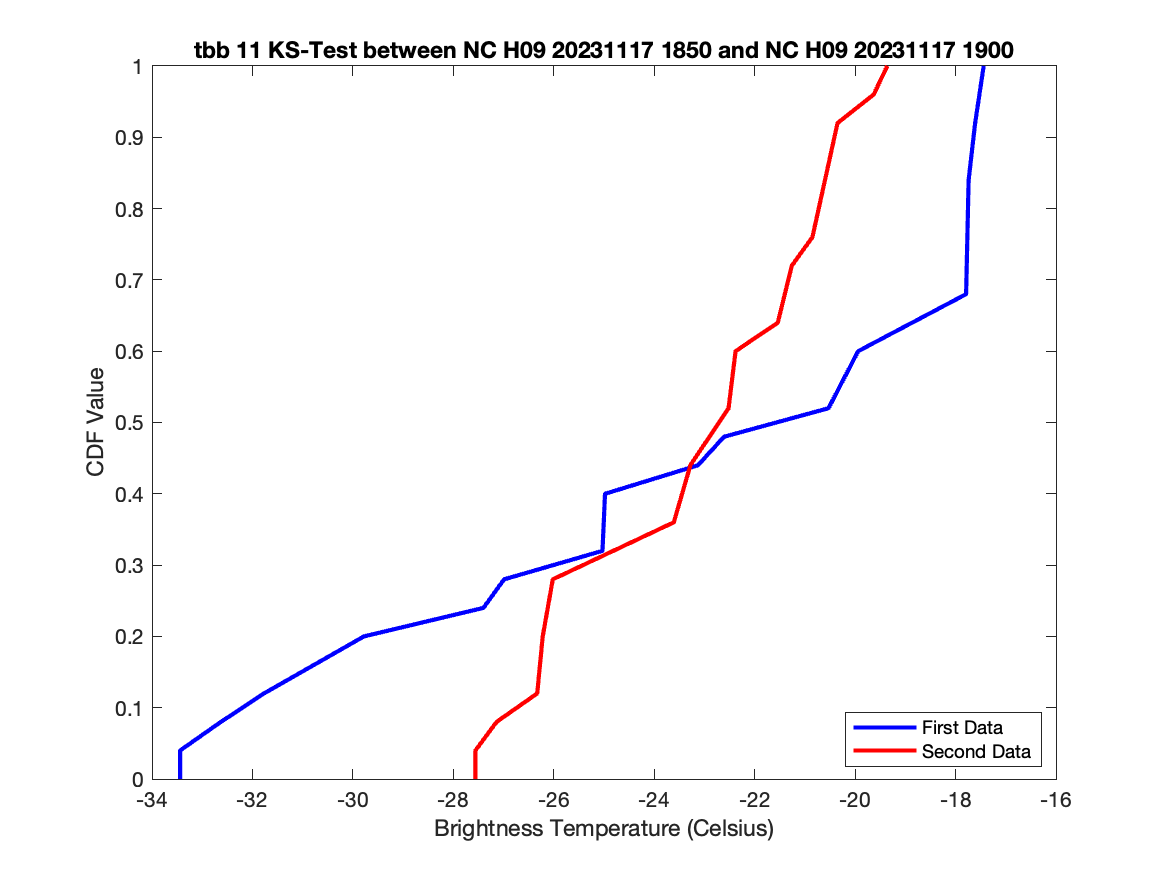 tbb 11 KS-Test between NC H09 20231117 1850 and NC H09 20231117 1900
1
0.9
0.8
0.7
0.6
0.5
0.4
0.3
0.2
0.1
0
CDF Value
First Data
Second Data
-34 -32 -30 -28 -26 -24 -22 -20 -18 -16
Brightness Temperature (Celsius)